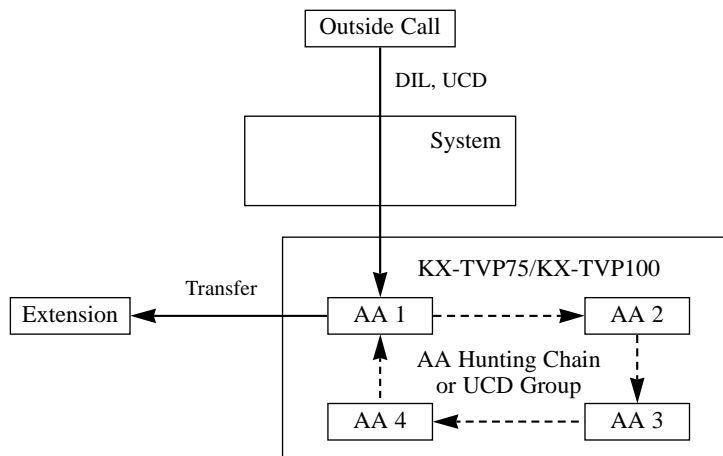 Outside Call
DIL, UCD
System
KX-TVP75/KX-TVP100
Transfer
Extension
AA 1
AA 2
AA Hunting Chain
or UCD Group
AA 4
AA 3